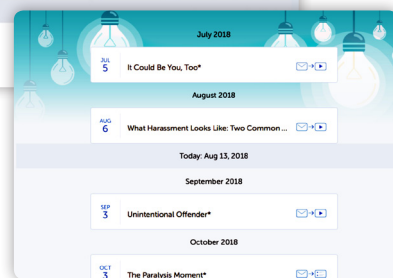 July 2018
JUL
5
It Could Be You, Too*
August 2018
AUG
6
What Harassment Looks Like: Two Common ...
Today: Aug 13, 2018
September 2018
SEP
3
Unintentional Offender*
October 2018
OCT
3
The Paralysis Moment*